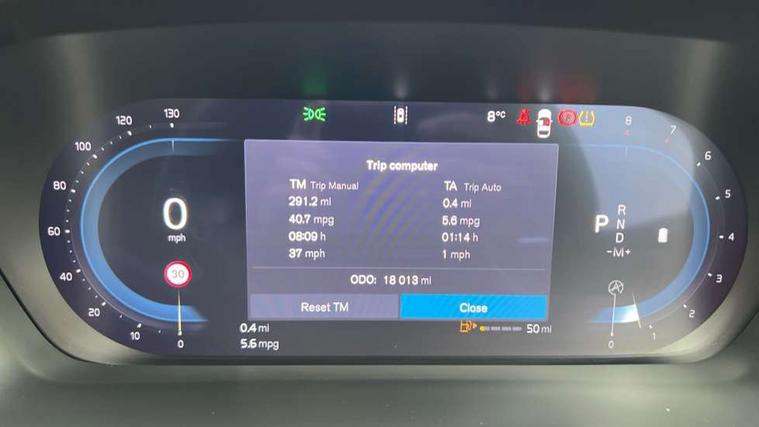 130
120
100
80
60
40
20
10
0
8°C
8
7
6
5
4
3
2
1
0
0
mph
30
Trip computer
TM Trip Manual
291.2 mi
40.7 mpg
08:09 h
37 mph
TA Trip Auto
0.4 mi
5.6 mpg
01:14 h
1 mph
ODO: 18 013 mi
Reset TM
Close
P
R
N
D
-M+
0.4 mi
5.6 mpg
50 mi